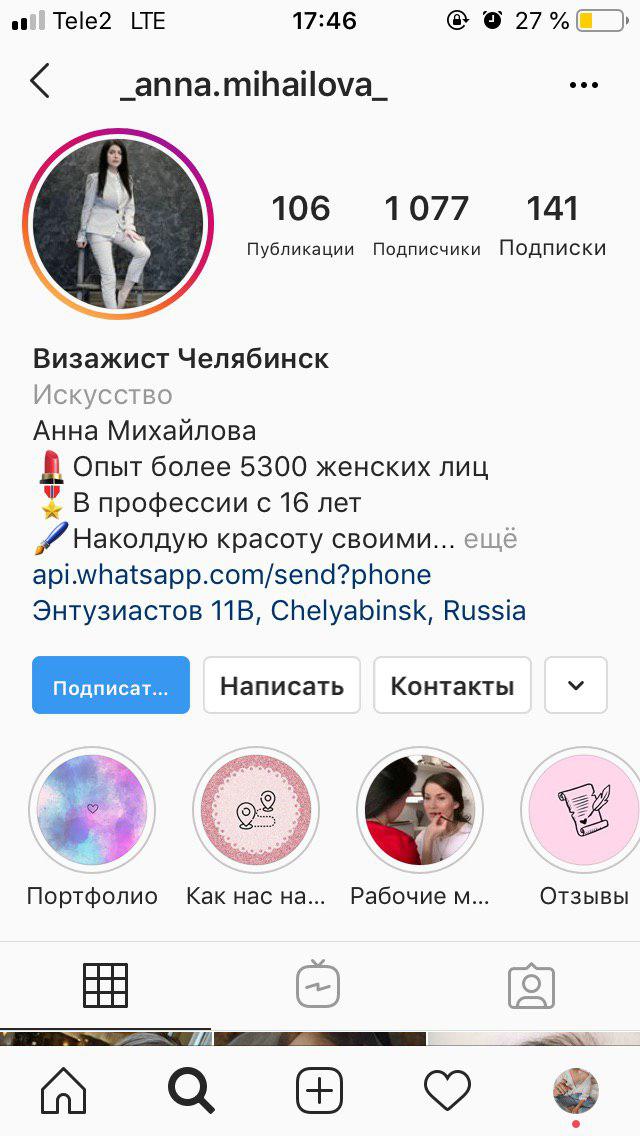 Tele2 LTE 17:46 27 %
_anna.mihailova_
106 1 077 141
Публикации Подписчики Подписки
Визажист Челябинск
Искусство
Анна Михайлова
💄Опыт более 5300 женских лиц
🎖В профессии с 16 лет
🖌Наколдую красоту своими... ещё
api.whatsapp.com/send?phone
Энтузиастов 11В, Chelyabinsk, Russia
Подписат... Написать Контакты
Портфолио Как нас на... Рабочие м... Отзывы